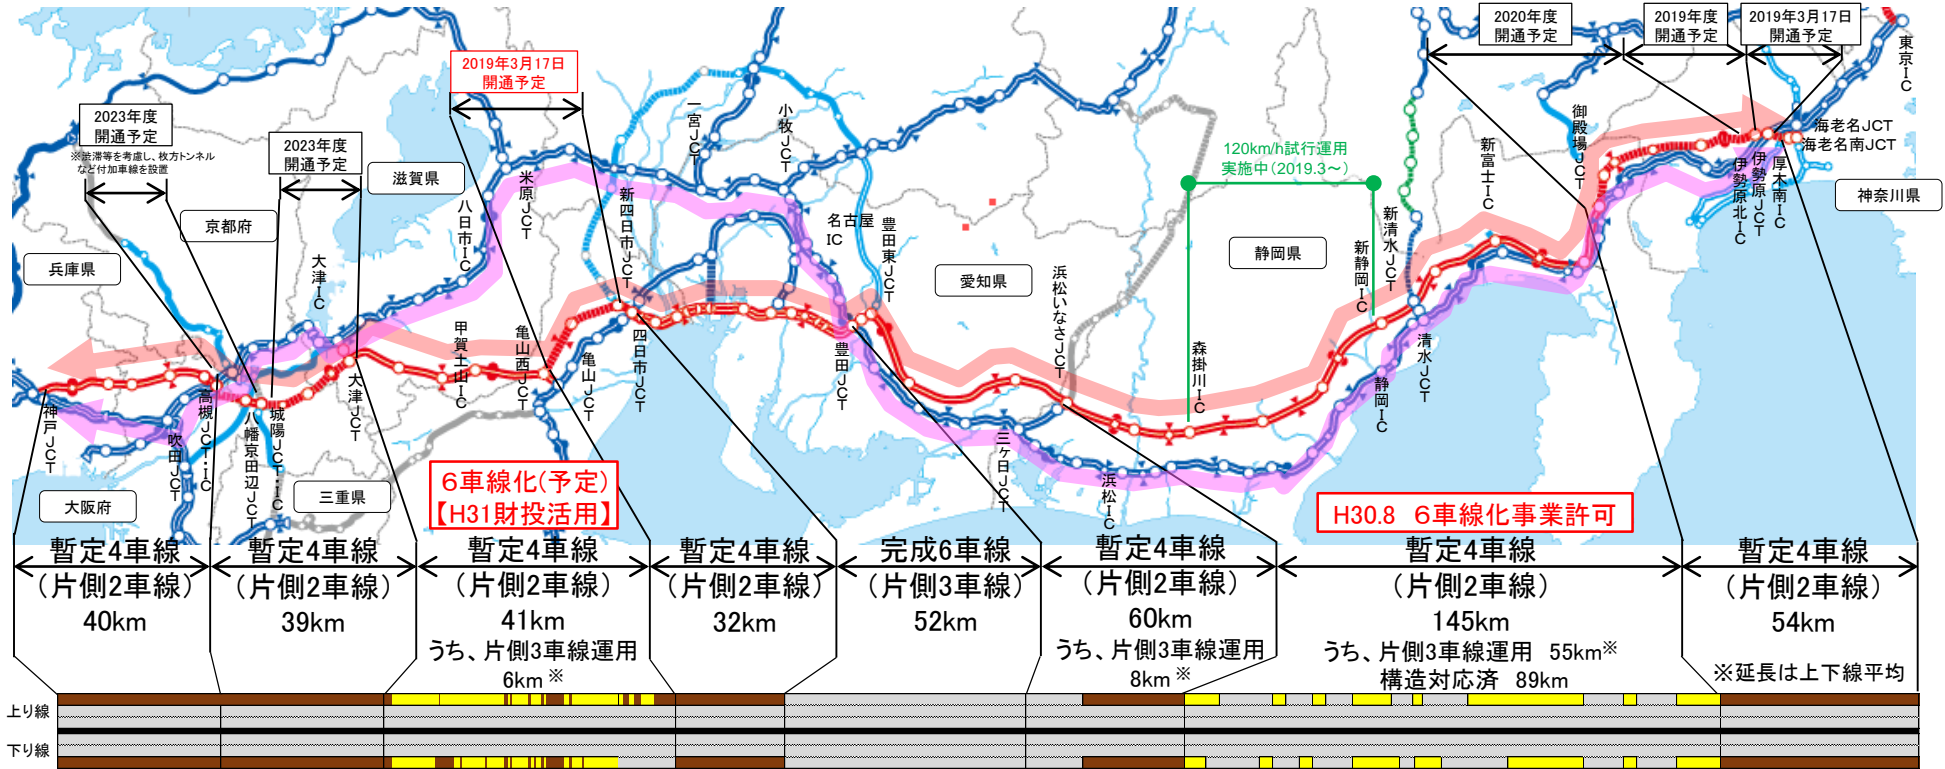 2020年度
開通予定
2019年度
開通予定
2019年3月17日
開通予定
東京IC
2019年3月17日
開通予定
2023年度
開通予定
※渋滞等を考慮し、枚方トンネル
など付加車線を設置
2023年度
開通予定
滋賀県
京都府
兵庫県
大阪府
三重県
愛知県
静岡県
神奈川県
120km/h試行運用
実施中(2019.3～)
神戸JCT
吹田JCT
高槻JCT・IC
八幡京田辺JCT
城陽JCT・IC
大津IC
大津JCT
八日市IC
甲賀土山IC
米原JCT
亀山西JCT
亀山JCT
新四日市JCT
四日市JCT
一宮JCT
小牧JCT
名古屋
IC
豊田JCT
豊田東JCT
三ヶ日JCT
浜松いなさJCT
浜松IC
森掛川IC
新静岡IC
静岡IC
新清水JCT
清水JCT
新富士IC
御殿場JCT
伊勢原北IC
伊勢原JCT
厚木南IC
海老名JCT
海老名南JCT
6車線化(予定)
【H31財投活用】
H30.8 6車線化事業許可
暫定4車線
(片側2車線)
40km
暫定4車線
(片側2車線)
39km
暫定4車線
(片側2車線)
41km
うち、片側3車線運用
6km※
暫定4車線
(片側2車線)
32km
完成6車線
(片側3車線)
52km
暫定4車線
(片側2車線)
60km
うち、片側3車線運用
8km※
暫定4車線
(片側2車線)
145km
うち、片側3車線運用 55km※
構造対応済 89km
暫定4車線
(片側2車線)
54km
※延長は上下線平均
上り線
下り線